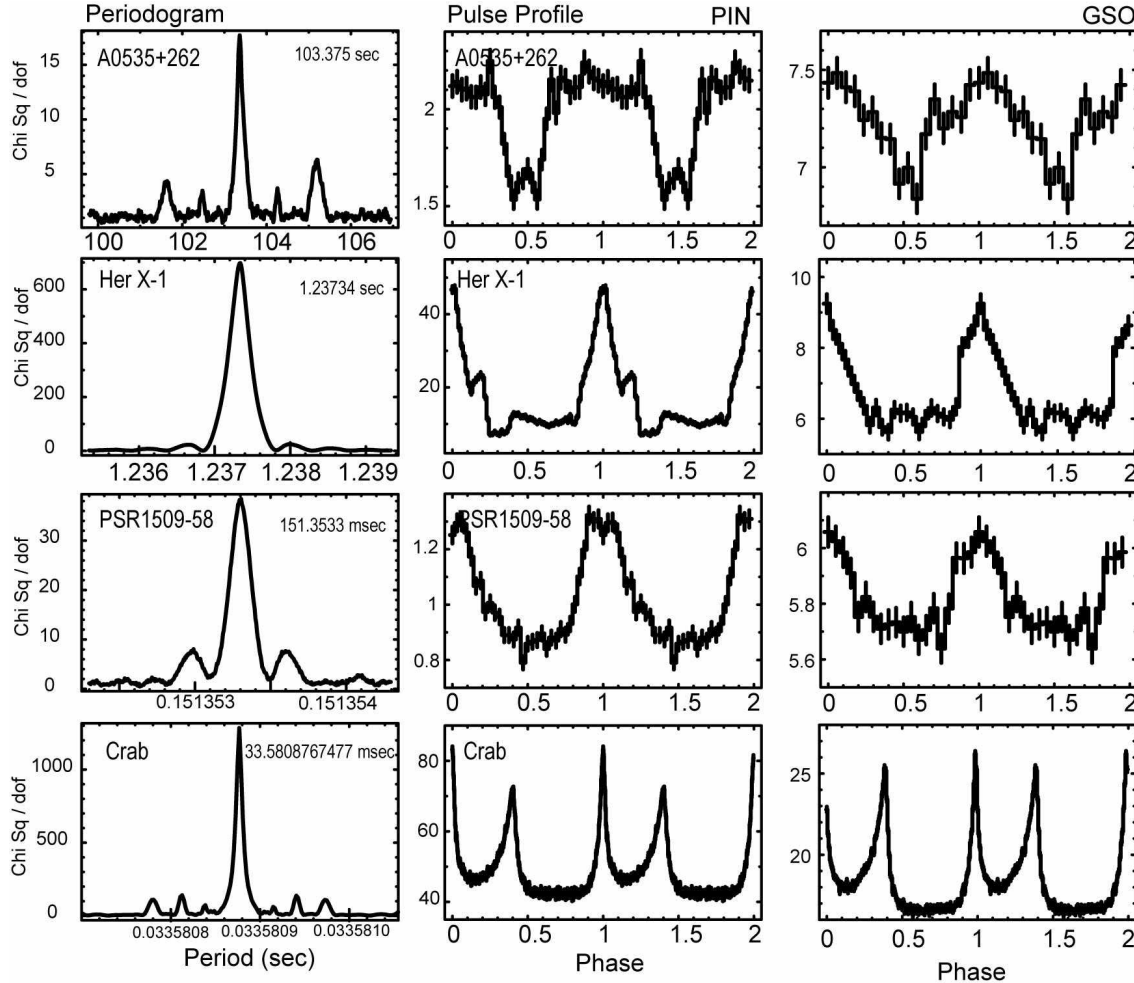 Periodogram
Pulse Profile PIN
GSO
A0535+262
103.375 sec
Chi Sq / dof
15
10
5
100 102 104 106
A0535+262
2
1.5
0 0.5 1 1.5 2
7.5
7
0 0.5 1 1.5 2
Her X-1
1.23734 sec
Chi Sq / dof
600
400
200
0
1.236 1.237 1.238 1.239
Her X-1
40
20
0 0.5 1 1.5 2
10
8
6
0 0.5 1 1.5 2
PSR1509-58
151.3533 msec
Chi Sq / dof
30
20
10
0
0.151353 0.151354
PSR1509-58
1.2
1
0.8
0 0.5 1 1.5 2
6
5.8
5.6
0 0.5 1 1.5 2
Crab
33.5808767477 msec
Chi Sq / dof
1000
500
0
0.0335808 0.0335809 0.0335810
Period (sec)
Crab
80
60
40
0 0.5 1 1.5 2
Phase
25
20
0 0.5 1 1.5 2
Phase